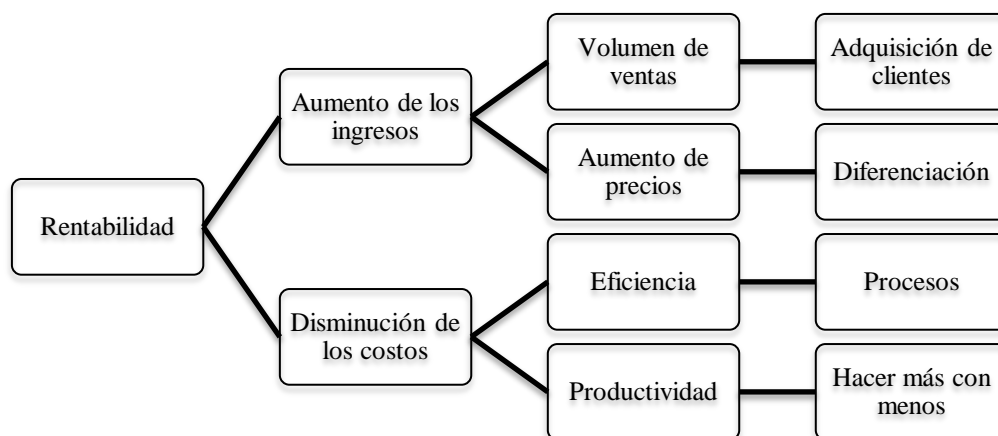 Rentabilidad
Aumento de los
ingresos
Volumen de
ventas
Adquisición de
clientes
Aumento de
precios
Diferenciación
Disminución de
los costos
Eficiencia
Procesos
Productividad
Hacer más con
menos